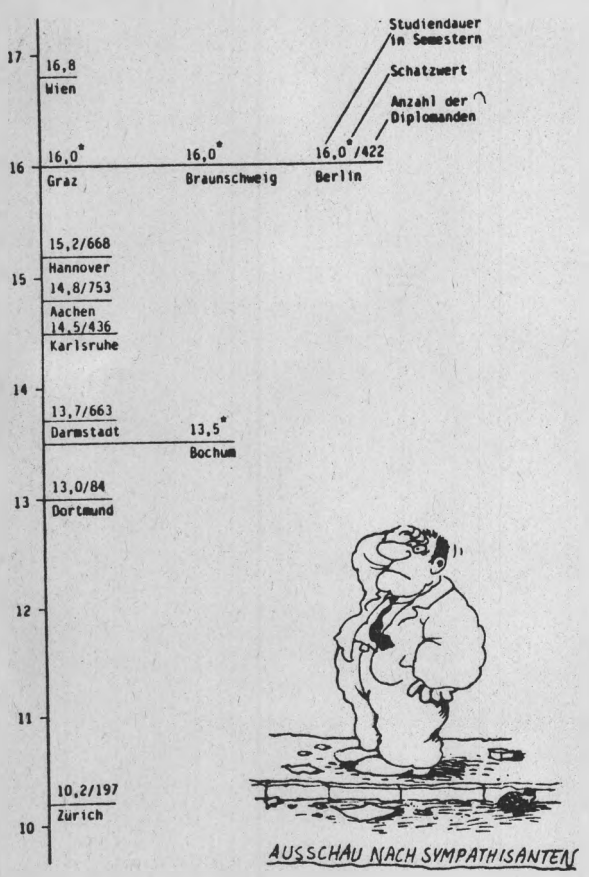 Studiendauer
in Semestern
17
16,8
Schatzwert
Wien
Anzahl der
Diplomanden
16,0* 16,0* 16,0*/422
16
Graz Braunschweig Berlin
15,2/668
Hannover
15
14,8/753
Aachen
14,5/436
Karlsruhe
14
13,7/663
Darmstadt
13,5*
Bochum
13,0/84
13
Dortmund
12
11
10,2/197
Zürich
10
AUSSCHAU NACH SYMPATHISANTEN